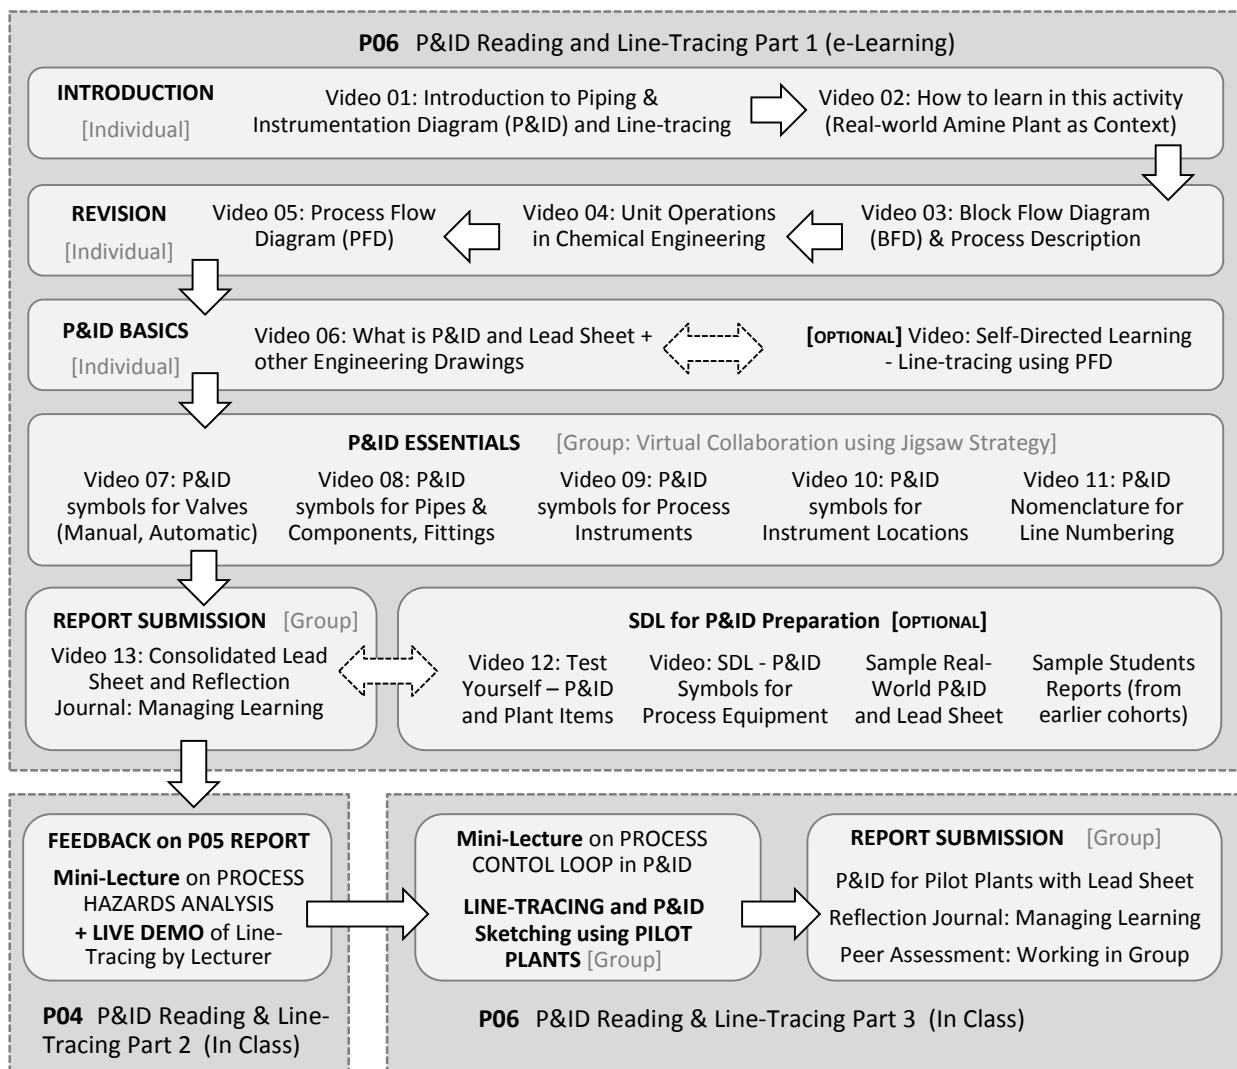 P06 P&ID Reading and Line-Tracing Part 1 (e-Learning)
INTRODUCTION
[Individual]
Video 01: Introduction to Piping &
Instrumentation Diagram (P&ID) and Line-tracing
Video 02: How to learn in this activity
(Real-world Amine Plant as Context)
REVISION
[Individual]
Video 05: Process Flow
Diagram (PFD)
Video 04: Unit Operations
in Chemical Engineering
Video 03: Block Flow Diagram
(BFD) & Process Description
P&ID BASICS
[Individual]
Video 06: What is P&ID and Lead Sheet +
other Engineering Drawings
[OPTIONAL] Video: Self-Directed Learning
- Line-tracing using PFD
P&ID ESSENTIALS [Group: Virtual Collaboration using Jigsaw Strategy]
Video 07: P&ID
symbols for Valves
(Manual, Automatic)
Video 08: P&ID
symbols for Pipes &
Components, Fittings
Video 09: P&ID
symbols for Process
Instruments
Video 10: P&ID
symbols for
Instrument Locations
Video 11: P&ID
Nomenclature for
Line Numbering
REPORT SUBMISSION [Group]
Video 13: Consolidated Lead
Sheet and Reflection
Journal: Managing Learning
SDL for P&ID Preparation [OPTIONAL]
Video 12: Test
Yourself – P&ID
and Plant Items
Video: SDL - P&ID
Symbols for
Process Equipment
Sample Real-
World P&ID
and Lead Sheet
Sample Students
Reports (from
earlier cohorts)
FEEDBACK on P05 REPORT
Mini-Lecture on PROCESS
HAZARDS ANALYSIS
+ LIVE DEMO of Line-
Tracing by Lecturer
P04 P&ID Reading & Line-
Tracing Part 2 (In Class)
Mini-Lecture on PROCESS
CONTOL LOOP in P&ID
LINE-TRACING and P&ID
Sketching using PILOT
PLANTS [Group]
REPORT SUBMISSION [Group]
P&ID for Pilot Plants with Lead Sheet
Reflection Journal: Managing Learning
Peer Assessment: Working in Group
P06 P&ID Reading & Line-Tracing Part 3 (In Class)